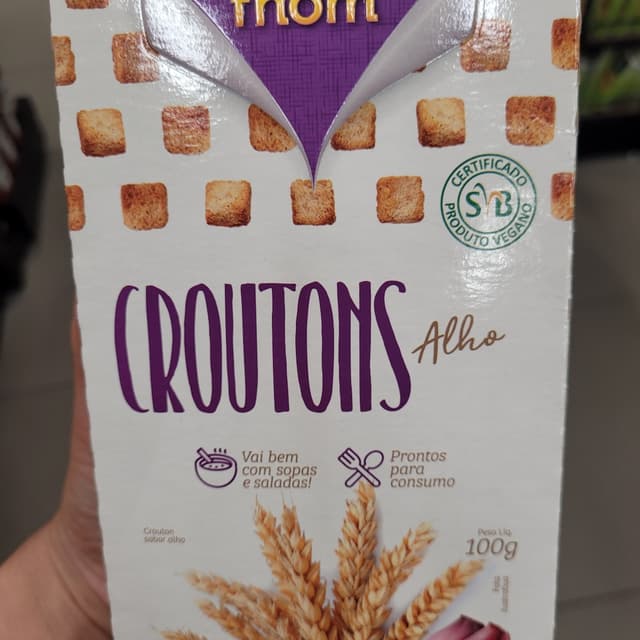 thom
CERTIFICADO
SVB
PRODUTO VEGANO
CROUTONS
Alho
Vai bem
com sopas
e saladas!
Prontos
para
consumo
Crouton
sabor alho
Peso Líq.
100g